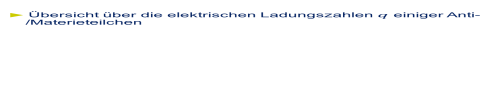 ► Übersicht über die elektrischen Ladungszahlen q einiger Anti-
/Materieteilchen